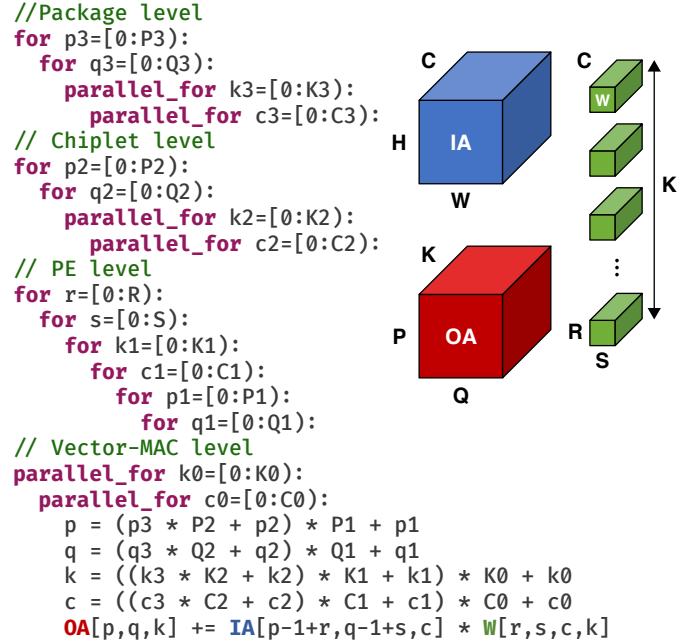 //Package level
for p3=[0:P3):
  for q3=[0:Q3):
    parallel_for k3=[0:K3):
      parallel_for c3=[0:C3):
// Chiplet level
for p2=[0:P2):
  for q2=[0:Q2):
    parallel_for k2=[0:K2):
      parallel_for c2=[0:C2):
// PE level
for r=[0:R):
  for s=[0:S):
    for k1=[0:K1):
      for c1=[0:C1):
        for p1=[0:P1):
          for q1=[0:Q1):
// Vector-MAC level
parallel_for k0=[0:K0):
  parallel_for c0=[0:C0):
    p = (p3 * P2 + p2) * P1 + p1
    q = (q3 * Q2 + q2) * Q1 + q1
    k = ((k3 * K2 + k2) * K1 + k1) * K0 + k0
    c = ((c3 * C2 + c2) * C1 + c1) * C0 + c0
    OA[p,q,k] += IA[p-1+r,q-1+s,c] * W[r,s,c,k]
C
H
IA
W
C
W
K
⋮
R
S
K
P
OA
Q